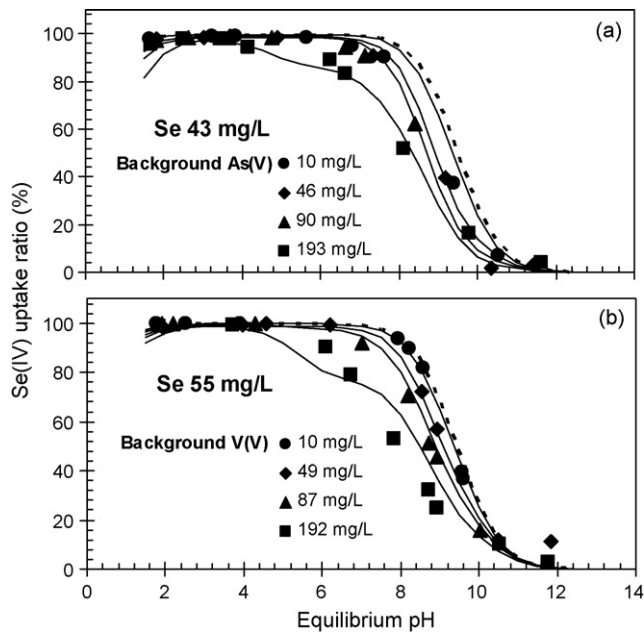 100
80
60
40
20
0
(a)
Se 43 mg/L
Background As(V)
10 mg/L
46 mg/L
90 mg/L
193 mg/L
Se(IV) uptake ratio (%)
100
80
60
40
20
0
(b)
Se 55 mg/L
Background V(V)
10 mg/L
49 mg/L
87 mg/L
192 mg/L
0 2 4 6 8 10 12 14
Equilibrium pH